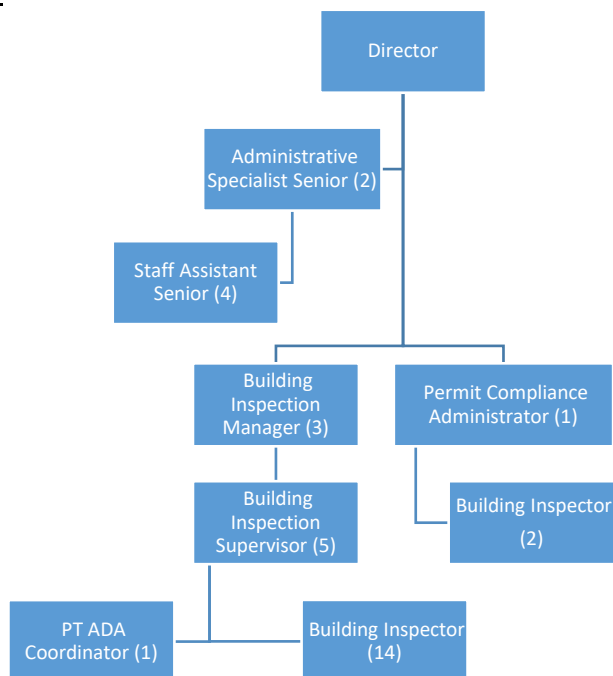 Director
Administrative
Specialist Senior (2)
Staff Assistant
Senior (4)
Building
Inspection
Manager (3)
Permit Compliance
Administrator (1)
Building
Inspection
Supervisor (5)
Building Inspector
(2)
PT ADA
Coordinator (1)
Building Inspector
(14)